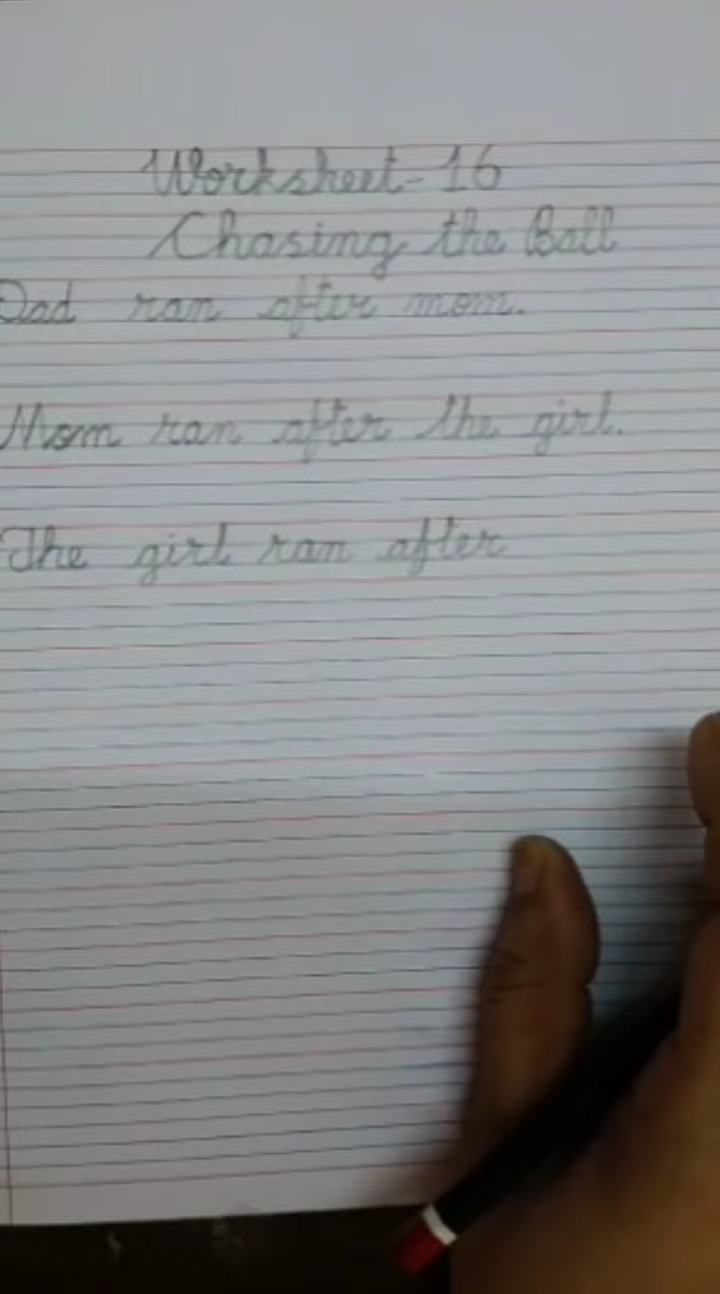 Worksheet-16
Chasing the Ball
Dad ran after mom.
Mom ran after the girl.
The girl ran after